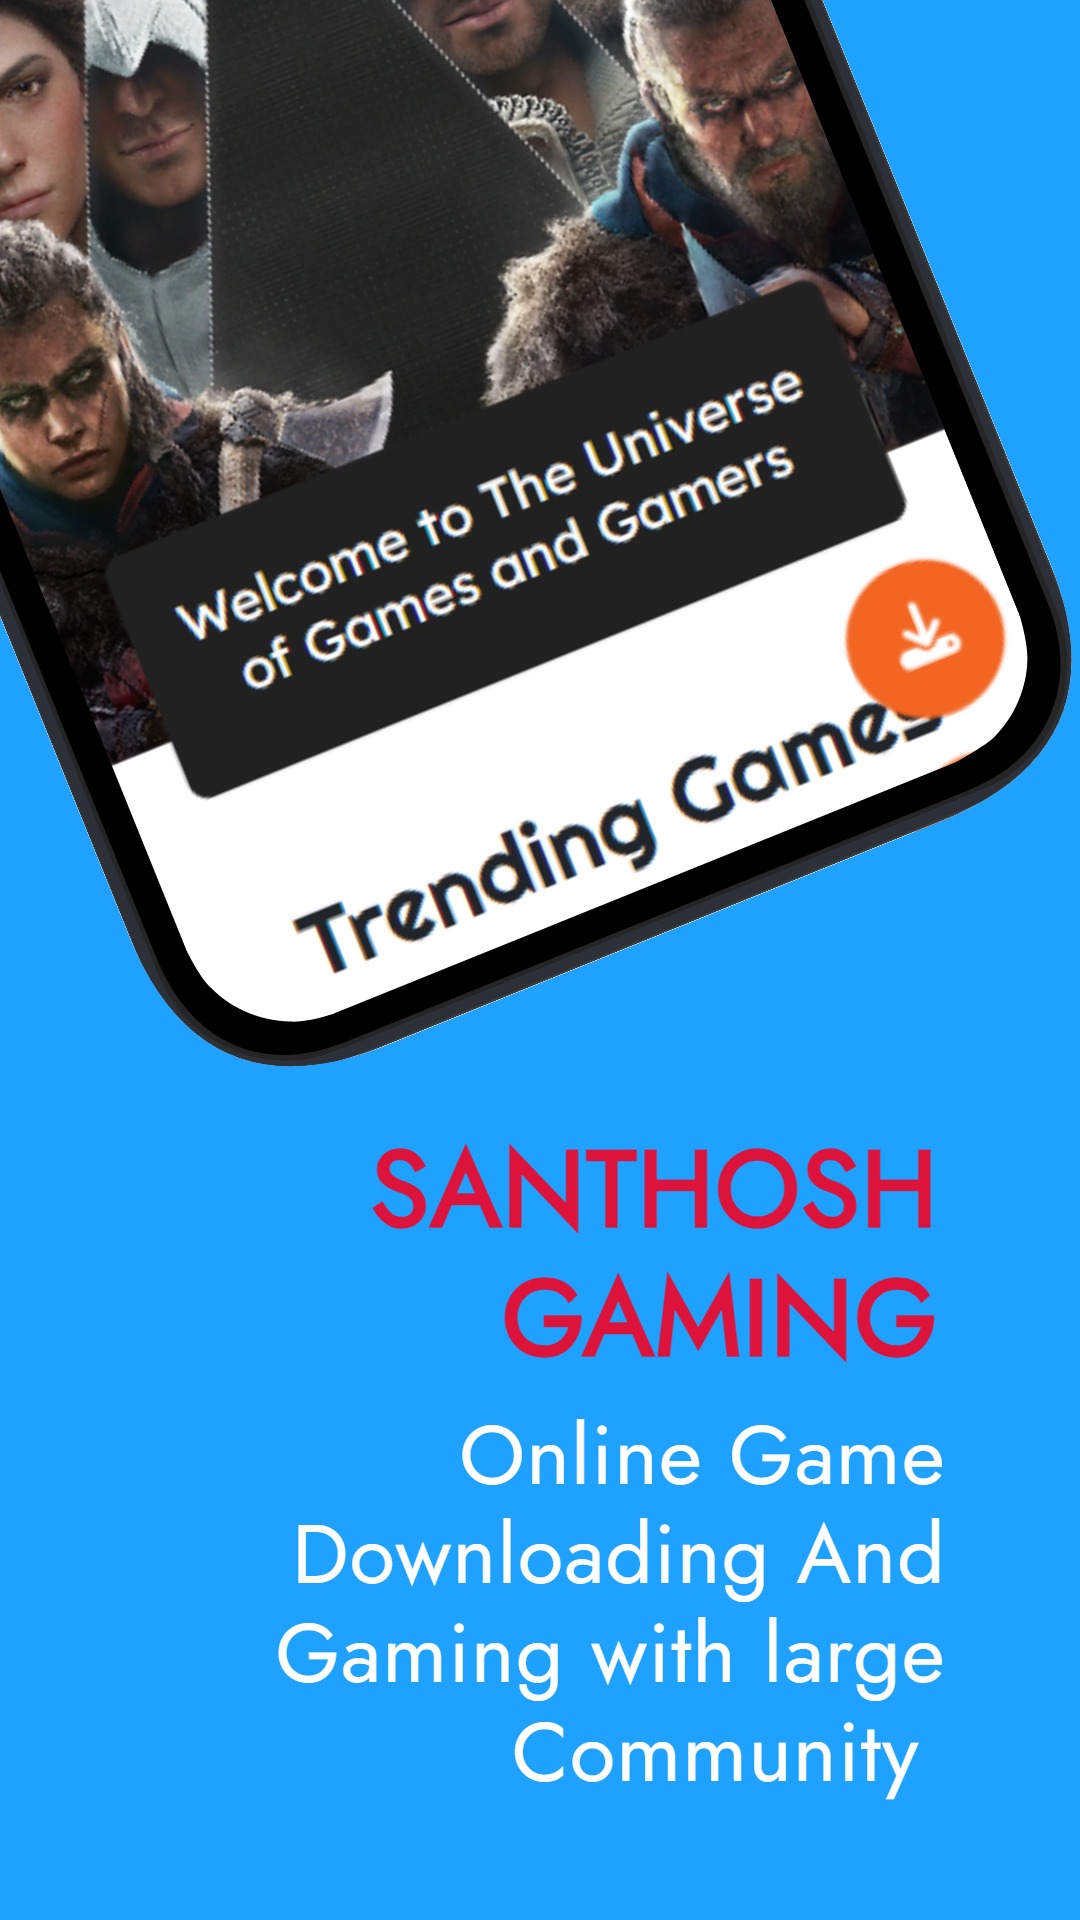 Welcome to The Universe
of Games and Gamers
Trending Games
SANTHOSH
GAMING
Online Game
Downloading And
Gaming with large
Community